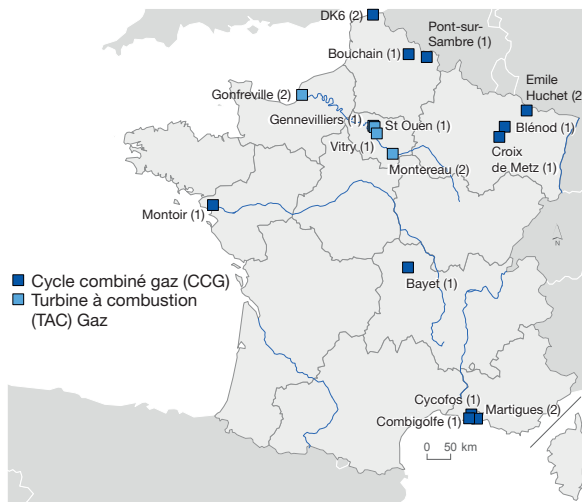 DK6 (2)
Pont-sur-
Sambre (1)
Bouchain (1)
Gonfreville (2)
Emile
Huchet (2
Gennevilliers (1)
St Ouen (1)
Blénod (1)
Vitry (1)
Croix
de Metz (1)
Montereau (2)
Montoir (1)
N
Cycle combiné gaz (CCG)
Turbine à combustion
(TAC) Gaz
Bayet (1)
Cycofos (1)
Martigues (2)
Combigolfe (1)
0 50 km